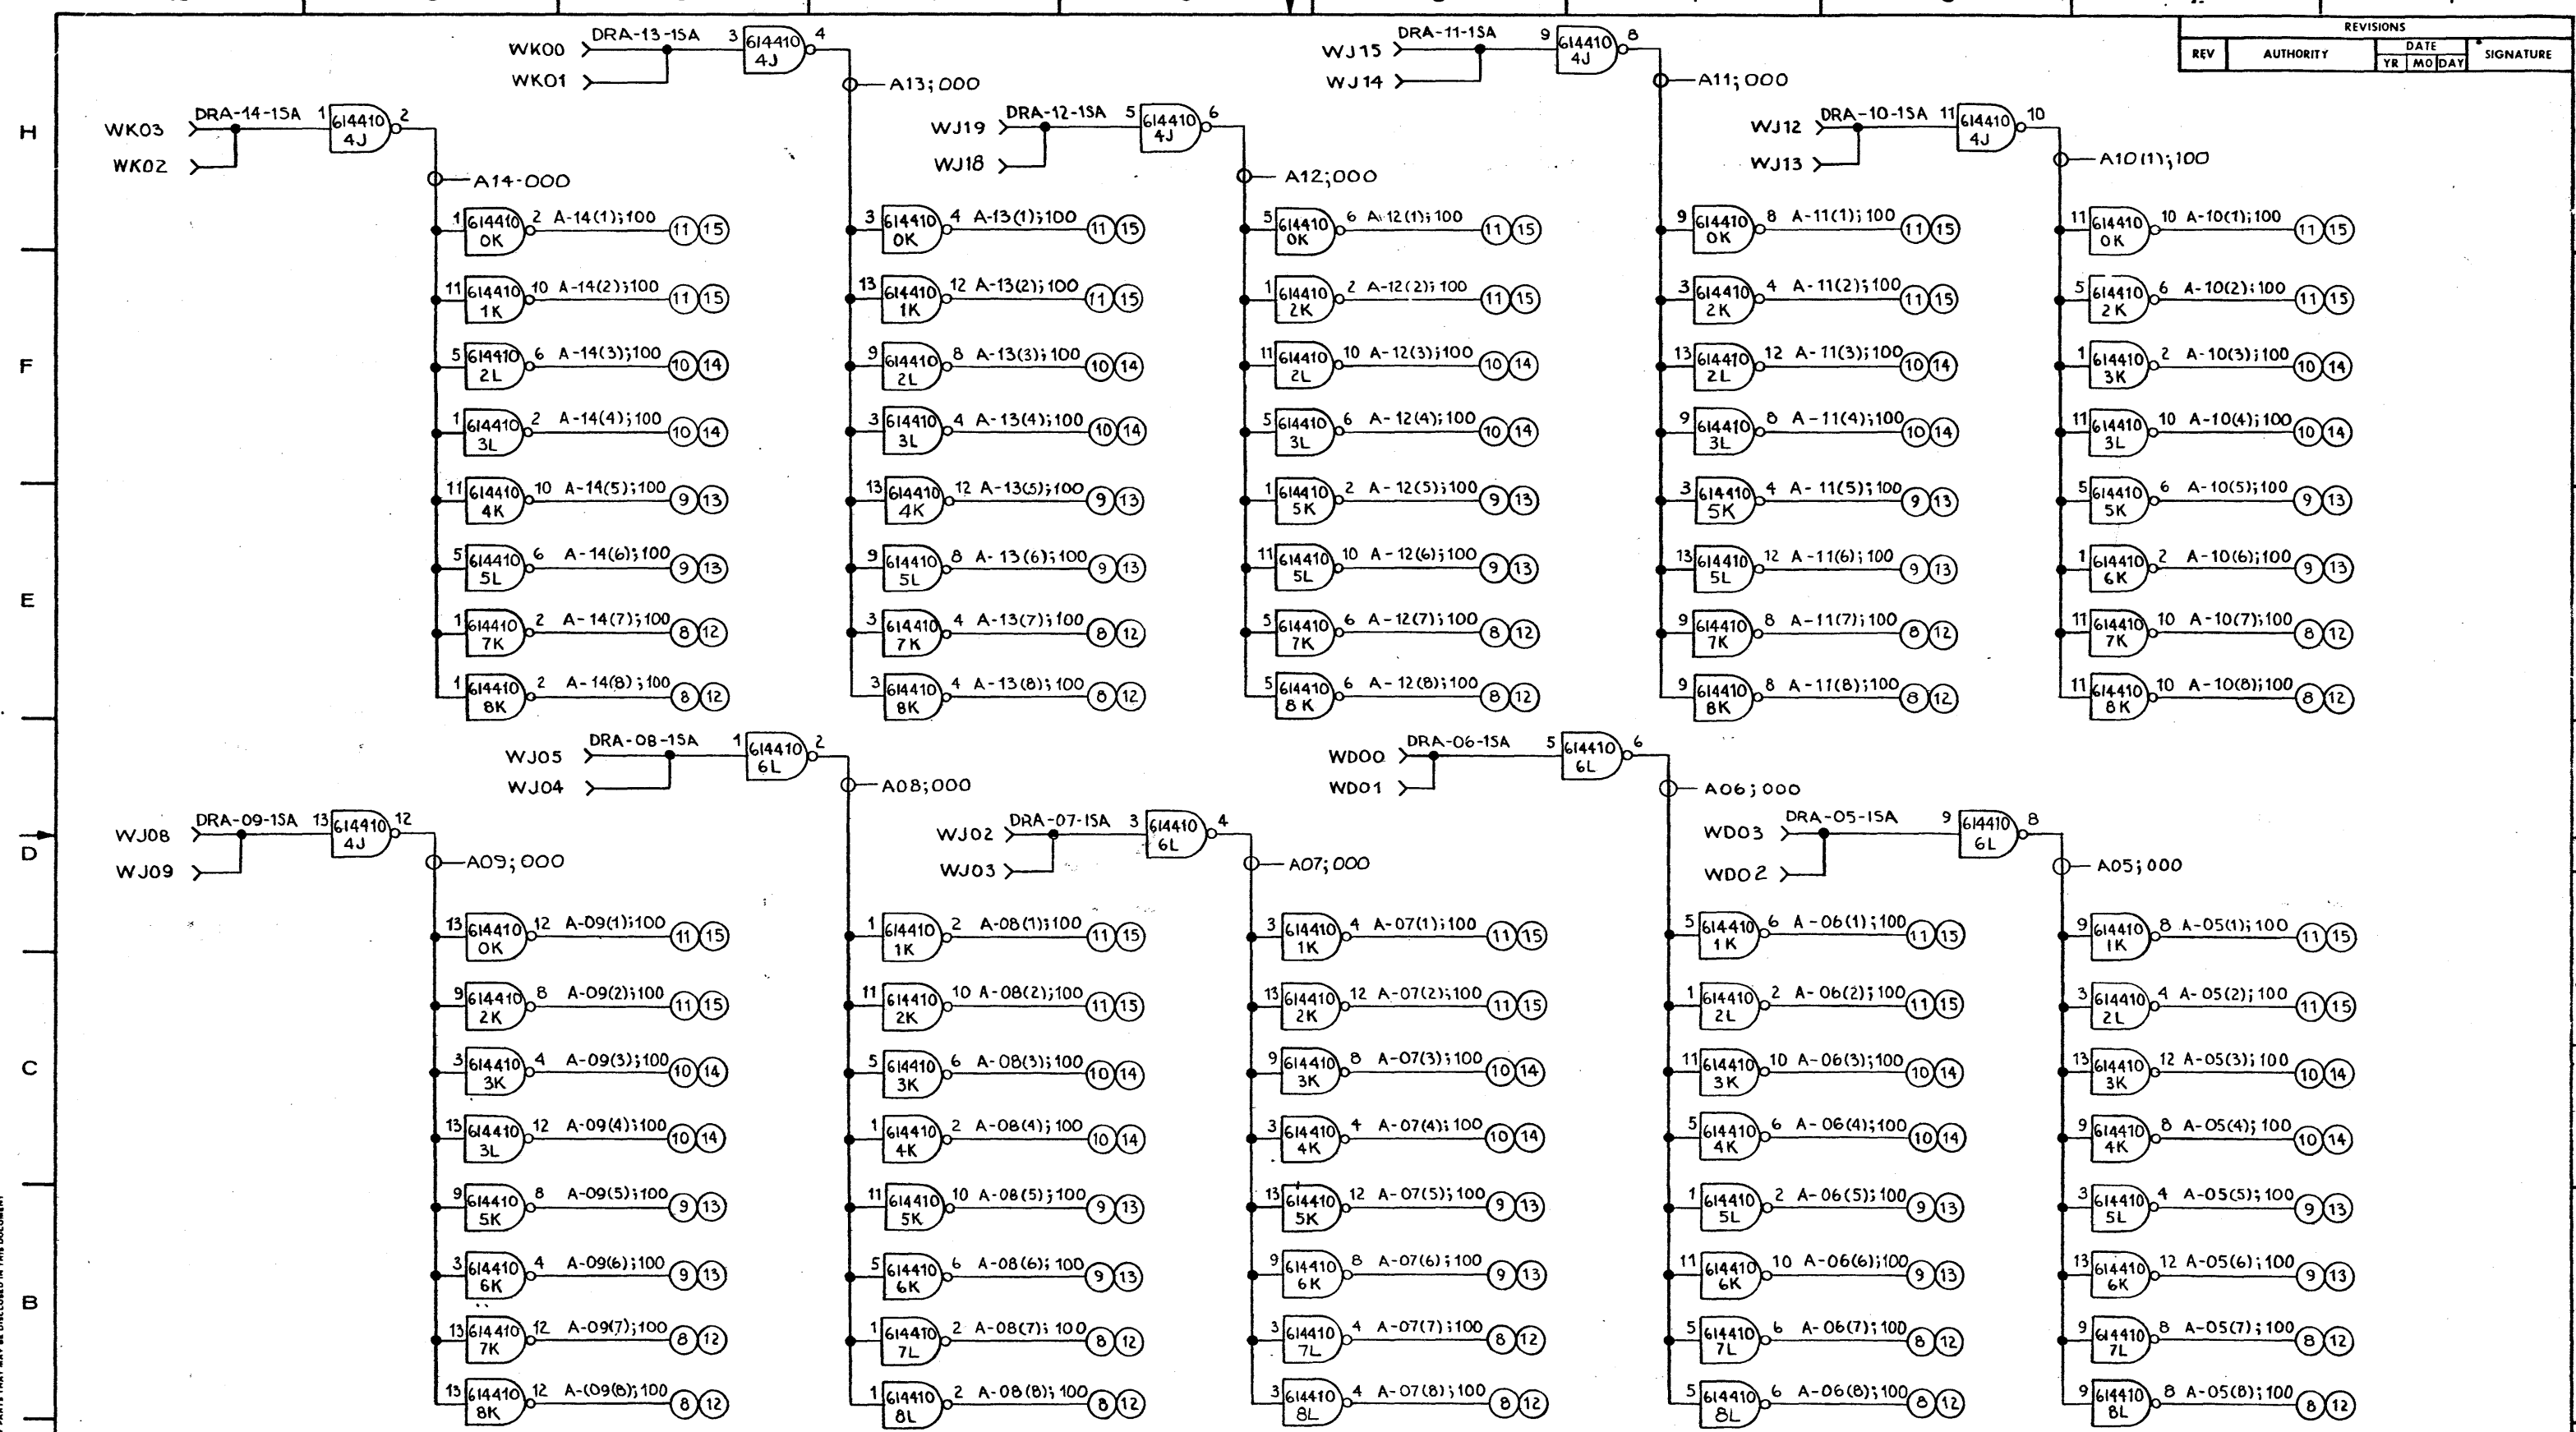 REVISIONS
REV AUTHORITY DATE SIGNATURE
YR MO DAY
H
F
E
D
C
B
WK00 DRA-13-1SA 3 614410 4J 4
WK01
A13;000
WJ15 DRA-11-1SA 9 614410 4J 8
WJ14
A11;000
WK03 DRA-14-1SA 1 614410 4J 2
WK02
A14-000
WJ19 DRA-12-1SA 5 614410 4J 6
WJ18
A12;000
WJ12 DRA-10-1SA 11 614410 4J 10
WJ13
A10(1);100
1 614410 0K 2 A-14(1);100 11 15
11 614410 1K 10 A-14(2);100 11 15
5 614410 2L 6 A-14(3);100 10 14
1 614410 3L 2 A-14(4);100 10 14
11 614410 4K 10 A-14(5);100 9 13
5 614410 5L 6 A-14(6);100 9 13
1 614410 7K 2 A-14(7);100 8 12
1 614410 8K 2 A-14(8);100 8 12
3 614410 0K 4 A-13(1);100 11 15
13 614410 1K 12 A-13(2);100 11 15
9 614410 2L 8 A-13(3);100 10 14
3 614410 3L 4 A-13(4);100 10 14
13 614410 4K 12 A-13(5);100 9 13
9 614410 5L 8 A-13(6);100 9 13
3 614410 7K 4 A-13(7);100 8 12
3 614410 8K 4 A-13(8);100 8 12
5 614410 0K 6 A-12(1);100 11 15
1 614410 2K 2 A-12(2);100 11 15
11 614410 2L 10 A-12(3);100 10 14
5 614410 3L 6 A-12(4);100 10 14
1 614410 5K 2 A-12(5);100 9 13
11 614410 5L 10 A-12(6);100 9 13
5 614410 7K 6 A-12(7);100 8 12
5 614410 8K 6 A-12(8);100 8 12
9 614410 0K 8 A-11(1);100 11 15
3 614410 2K 4 A-11(2);100 11 15
13 614410 2L 12 A-11(3);100 10 14
9 614410 3L 8 A-11(4);100 10 14
3 614410 5K 4 A-11(5);100 9 13
13 614410 5L 12 A-11(6);100 9 13
9 614410 7K 8 A-11(7);100 8 12
9 614410 8K 8 A-11(8);100 8 12
11 614410 0K 10 A-10(1);100 11 15
5 614410 2K 6 A-10(2);100 11 15
1 614410 3K 2 A-10(3);100 10 14
11 614410 3L 10 A-10(4);100 10 14
5 614410 5K 6 A-10(5);100 9 13
1 614410 6K 2 A-10(6);100 9 13
11 614410 7K 10 A-10(7);100 8 12
11 614410 8K 10 A-10(8);100 8 12
WJ05 DRA-08-1SA 1 614410 6L 2
WJ04
A08;000
WD00 DRA-06-1SA 5 614410 6L 6
WD01
A06;000
WJ08 DRA-09-1SA 13 614410 4J 12
WJ09
A09;000
WJ02 DRA-07-1SA 3 614410 6L 4
WJ03
A07;000
WD03 DRA-05-1SA 9 614410 6L 8
WD02
A05;000
13 614410 0K 12 A-09(1);100 11 15
9 614410 2K 8 A-09(2);100 11 15
3 614410 3K 4 A-09(3);100 10 14
13 614410 3L 12 A-09(4);100 10 14
9 614410 5K 8 A-09(5);100 9 13
3 614410 6K 4 A-09(6);100 9 13
13 614410 7K 12 A-09(7);100 8 12
13 614410 8K 12 A-(09(8);100 8 12
1 614410 1K 2 A-08(1);100 11 15
11 614410 2K 10 A-08(2);100 11 15
5 614410 3K 6 A-08(3);100 10 14
1 614410 4K 2 A-08(4);100 10 14
11 614410 5K 10 A-08(5);100 9 13
5 614410 6K 6 A-08(6);100 9 13
1 614410 7L 2 A-08(7);100 8 12
1 614410 8L 2 A-08(8);100 8 12
3 614410 1K 4 A-07(1);100 11 15
13 614410 2K 12 A-07(2);100 11 15
9 614410 3K 8 A-07(3);100 10 14
3 614410 4K 4 A-07(4);100 10 14
13 614410 5K 12 A-07(5);100 9 13
9 614410 6K 8 A-07(6);100 9 13
3 614410 7L 4 A-07(7);100 8 12
3 614410 8L 4 A-07(8);100 8 12
5 614410 1K 6 A-06(1);100 11 15
1 614410 2L 2 A-06(2);100 11 15
11 614410 3K 10 A-06(3);100 10 14
5 614410 4K 6 A-06(4);100 10 14
1 614410 5L 2 A-06(5);100 9 13
11 614410 6K 10 A-06(6);100 9 13
5 614410 7L 6 A-06(7);100 8 12
5 614410 8L 6 A-06(8);100 8 12
9 614410 1K 8 A-05(1);100 11 15
3 614410 2L 4 A-05(2);100 11 15
13 614410 3K 12 A-05(3);100 10 14
9 614410 4K 8 A-05(4);100 10 14
3 614410 5L 4 A-05(5);100 9 13
13 614410 6K 12 A-05(6);100 9 13
9 614410 7L 8 A-05(7);100 8 12
9 614410 8L 8 A-05(8);100 8 12